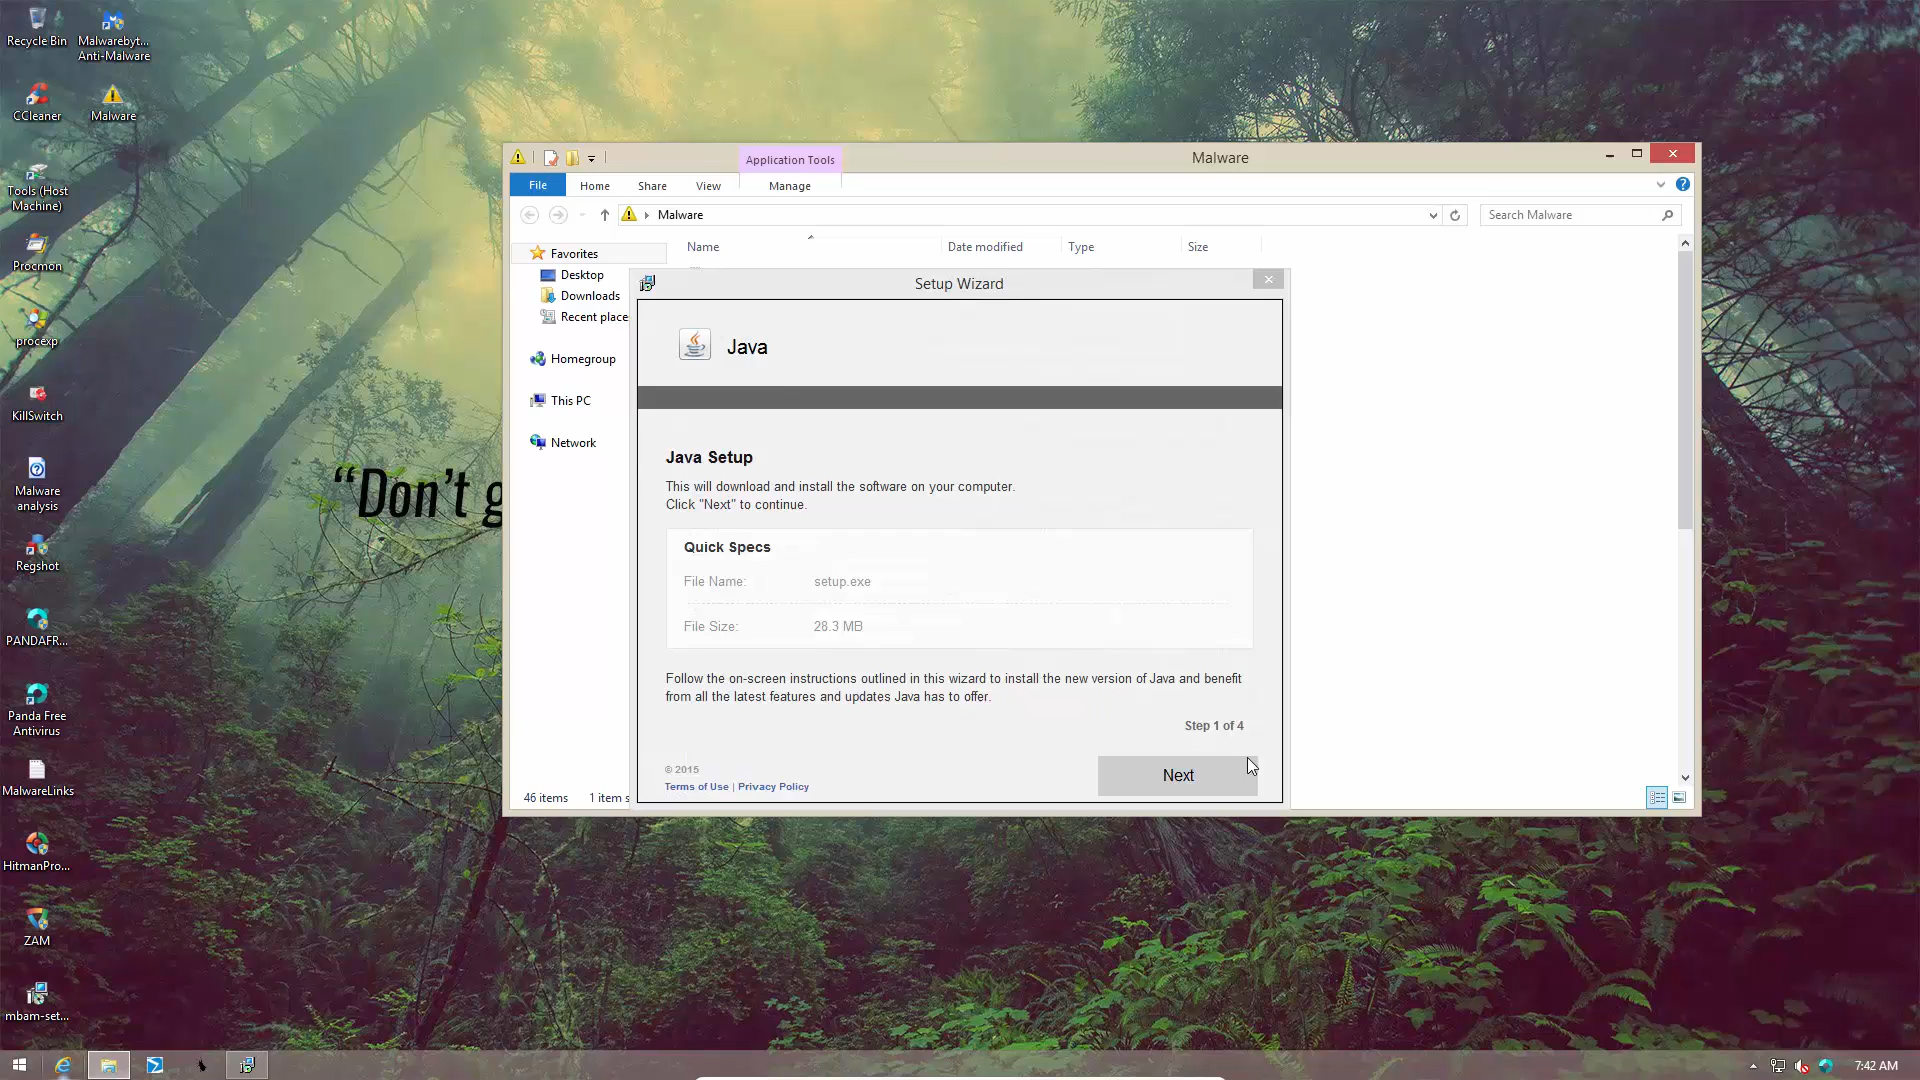 Recycle Bin
Malwarebyt...
Anti-Malware
CCleaner
Malware
Tools (Host
Machine)
Procmon
procexp
KillSwitch
Malware
analysis
Regshot
PANDAFR...
Panda Free
Antivirus
MalwareLinks
HitmanPro...
ZAM
mbam-set...
“Don’t g
Application Tools
Malware
File
Home
Share
View
Manage
Malware
Search Malware
Name
Date modified
Type
Size
Favorites
Desktop
Downloads
Recent place
Homegroup
This PC
Network
46 items
1 item s
Setup Wizard
Java
Java Setup
This will download and install the software on your computer.
Click "Next" to continue.
Quick Specs
File Name: setup.exe
File Size: 28.3 MB
Follow the on-screen instructions outlined in this wizard to install the new version of Java and benefit
from all the latest features and updates Java has to offer.
Step 1 of 4
© 2015
Terms of Use | Privacy Policy
Next
7:42 AM